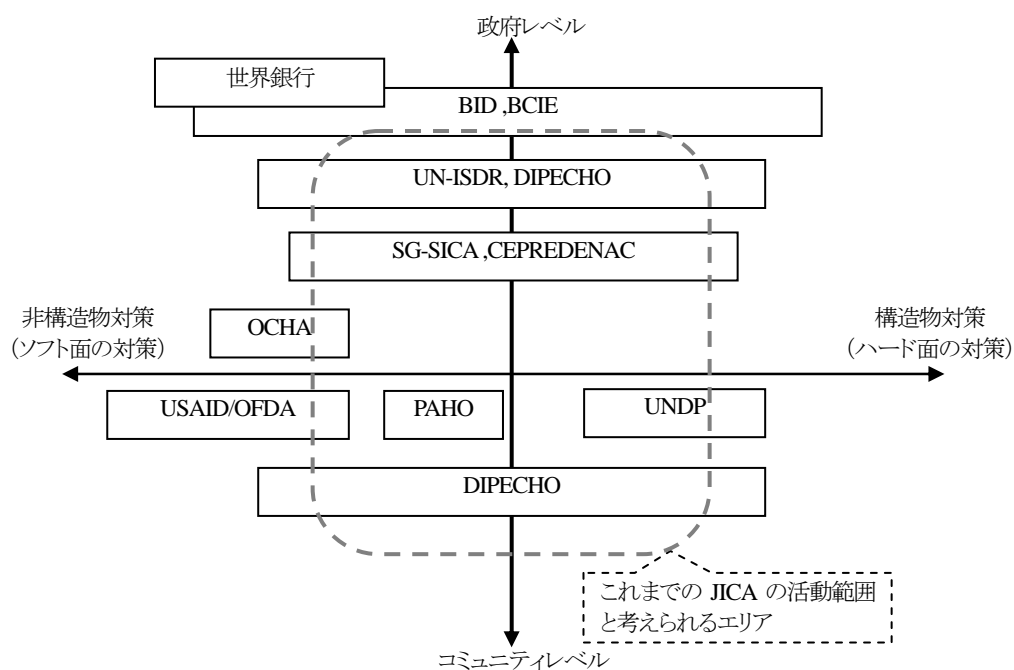 政府レベル
世界銀行
BID ,BCIE
UN-ISDR, DIPECHO
SG-SICA ,CEPREDENAC
非構造物対策
(ソフト面の対策)
構造物対策
(ハード面の対策)
OCHA
USAID/OFDA
PAHO
UNDP
DIPECHO
これまでの JICA の活動範囲
と考えられるエリア
コミュニティレベル